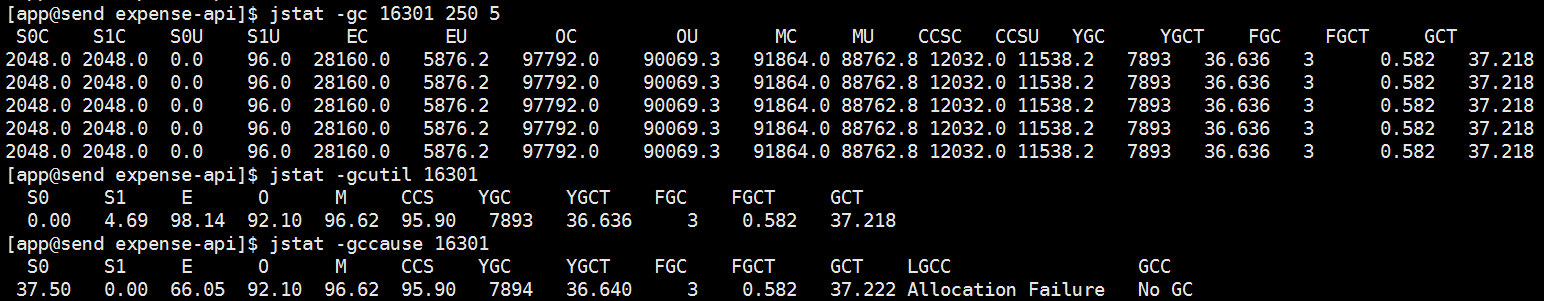 [app@send expense-api]$ jstat -gc 16301 250 5
S0C S1C S0U S1U EC EU OC OU MC MU CCSC CCSU YGC YGCT FGC FGCT GCT
2048.0 2048.0 0.0 96.0 28160.0 5876.2 97792.0 90069.3 91864.0 88762.8 12032.0 11538.2 7893 36.636 3 0.582 37.218
2048.0 2048.0 0.0 96.0 28160.0 5876.2 97792.0 90069.3 91864.0 88762.8 12032.0 11538.2 7893 36.636 3 0.582 37.218
2048.0 2048.0 0.0 96.0 28160.0 5876.2 97792.0 90069.3 91864.0 88762.8 12032.0 11538.2 7893 36.636 3 0.582 37.218
2048.0 2048.0 0.0 96.0 28160.0 5876.2 97792.0 90069.3 91864.0 88762.8 12032.0 11538.2 7893 36.636 3 0.582 37.218
2048.0 2048.0 0.0 96.0 28160.0 5876.2 97792.0 90069.3 91864.0 88762.8 12032.0 11538.2 7893 36.636 3 0.582 37.218
[app@send expense-api]$ jstat -gcutil 16301
S0 S1 E O M CCS YGC YGCT FGC FGCT GCT
0.00 4.69 98.14 92.10 96.62 95.90 7893 36.636 3 0.582 37.218
[app@send expense-api]$ jstat -gccause 16301
S0 S1 E O M CCS YGC YGCT FGC FGCT GCT LGCC GCC
37.50 0.00 66.05 92.10 96.62 95.90 7894 36.640 3 0.582 37.222 Allocation Failure No GC